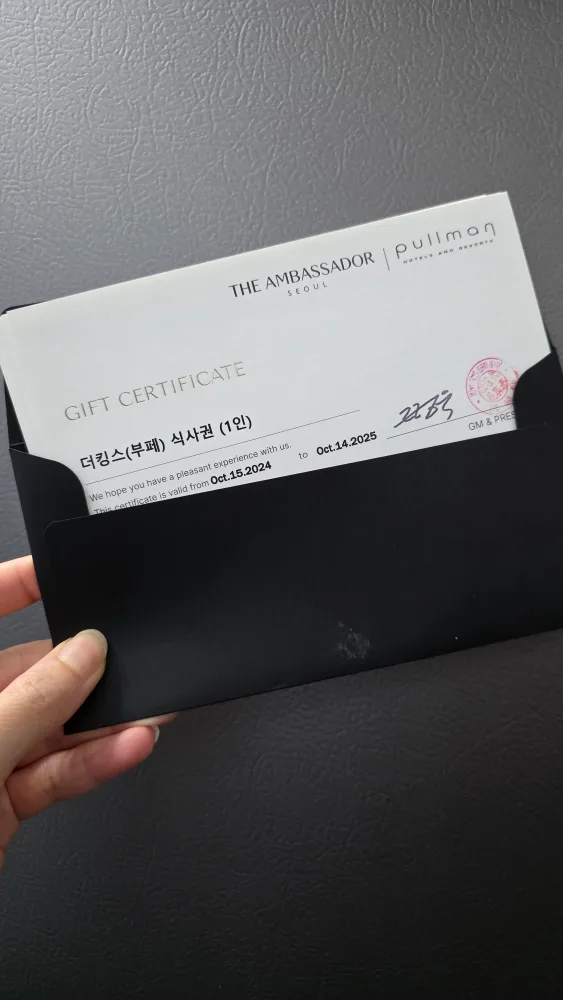 THE AMBASSADOR | pullman
SEOUL HOTELS AND RESORTS
GIFT CERTIFICATE
더킹스(부페) 식사권 (1인)
We hope you have a pleasant experience with us.
This certificate is valid from Oct.15.2024 to Oct.14.2025
GM & PRES